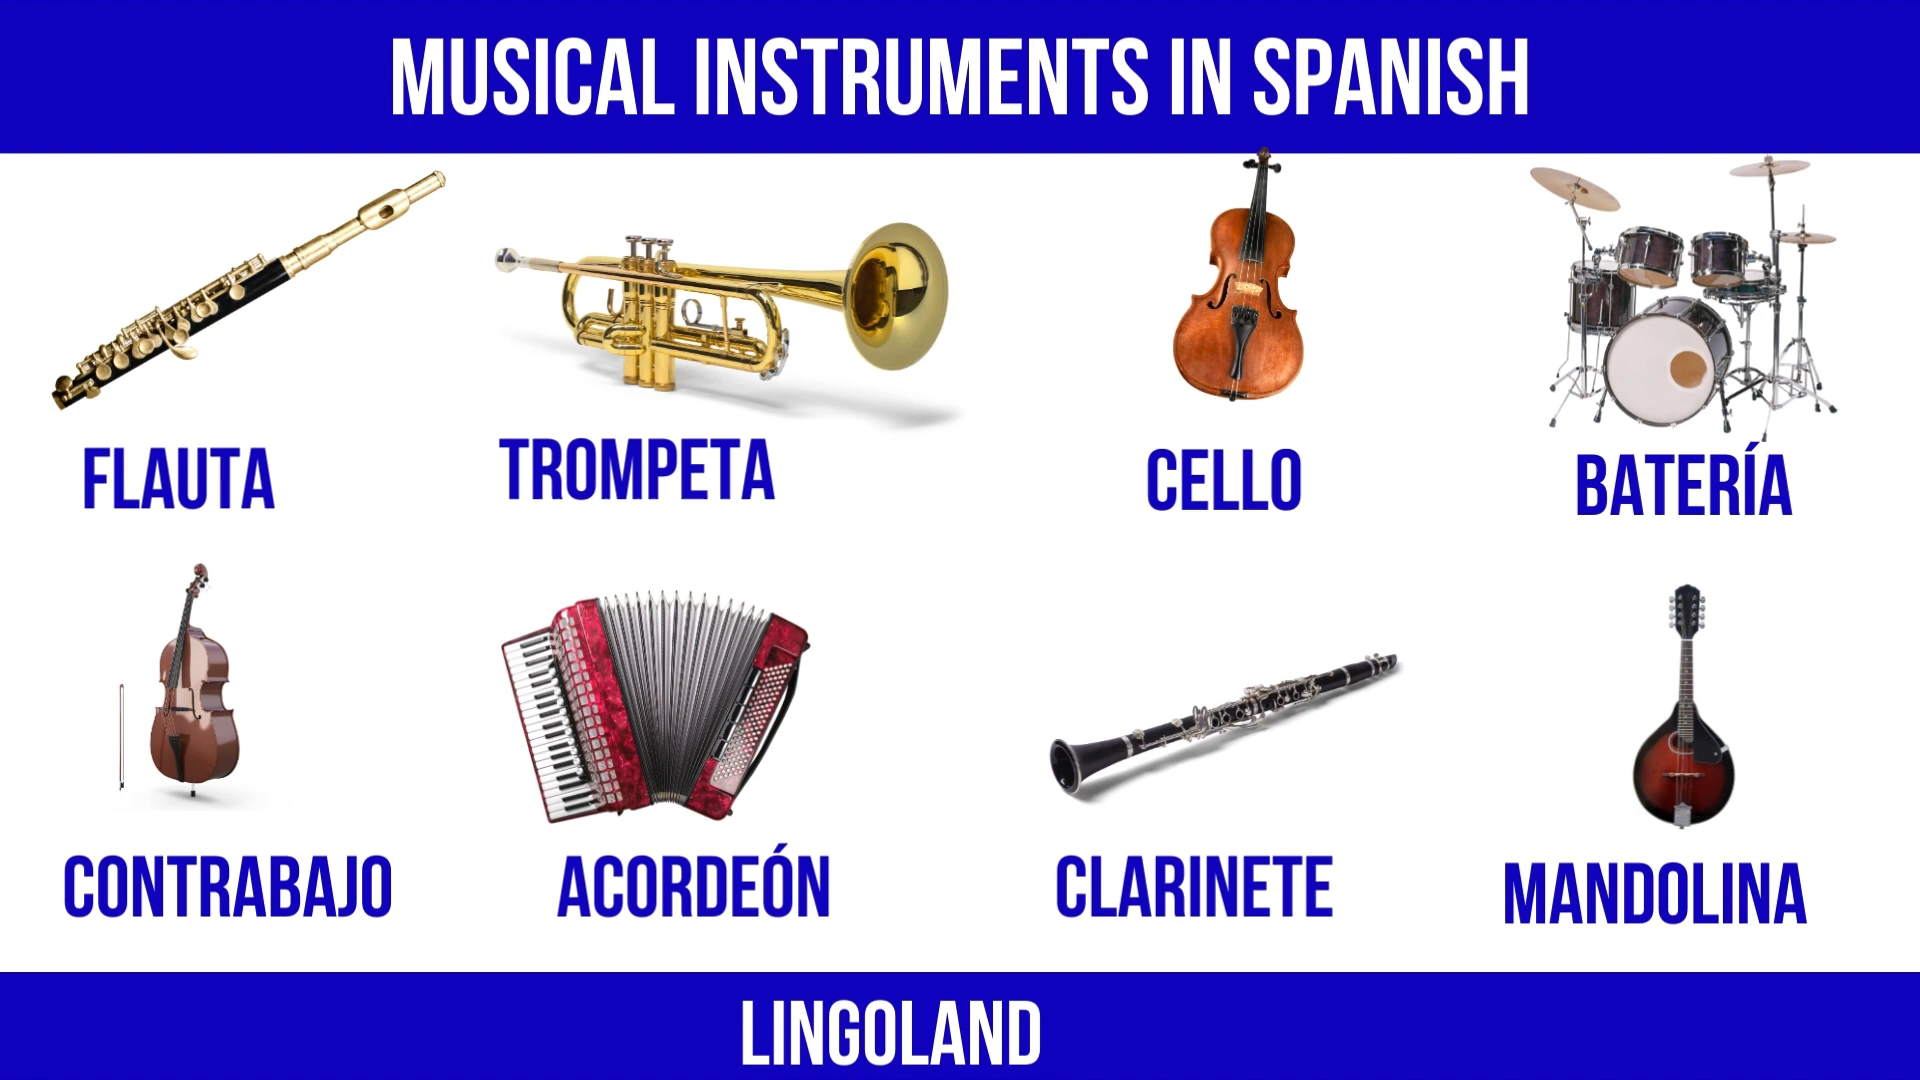 MUSICAL INSTRUMENTS IN SPANISH
FLAUTA
TROMPETA
CELLO
BATERÍA
CONTRABAJO
ACORDEÓN
CLARINETE
MANDOLINA
LINGOLAND